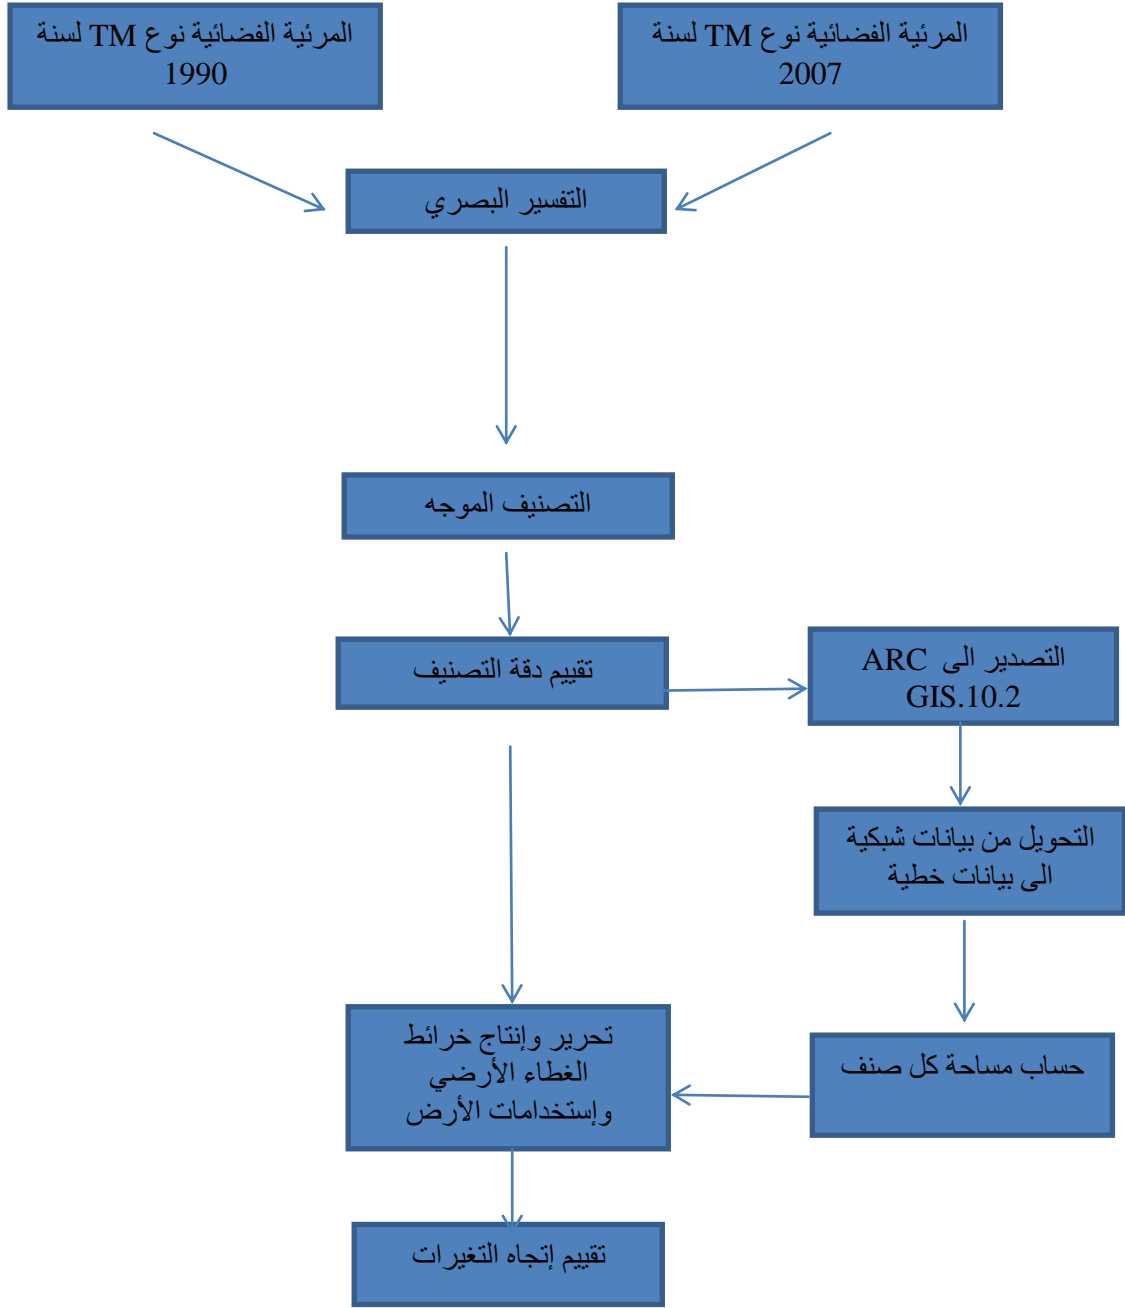 المرئية الفضائية نوع TM لسنة
1990
المرئية الفضائية نوع TM لسنة
2007
التفسير البصري
التصنيف الموجه
تقييم دقة التصنيف
التصدير الى ARC
GIS.10.2
التحويل من بيانات شبكية
الى بيانات خطية
حساب مساحة كل صنف
تحرير وإنتاج خرائط
الغطاء الأرضي
وإستخدامات الأرض
تقييم إتجاه التغيرات